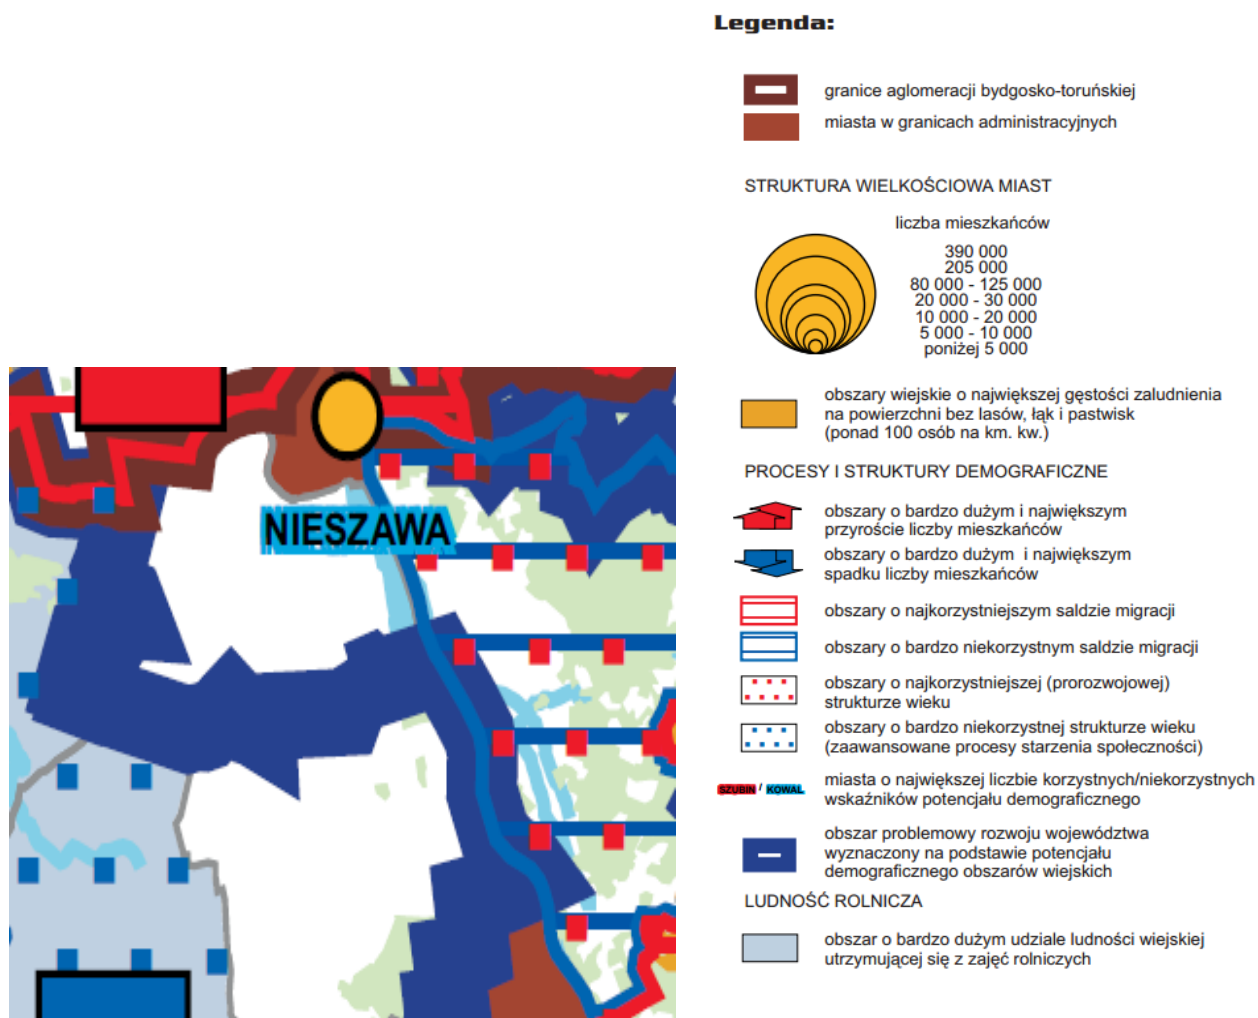 Legenda:
granice aglomeracji bydgosko-toruńskiej
miasta w granicach administracyjnych
STRUKTURA WIELKOŚCIOWA MIAST
liczba mieszkańców
390 000
205 000
80 000 - 125 000
20 000 - 30 000
10 000 - 20 000
5 000 - 10 000
poniżej 5 000
obszary wiejskie o największej gęstości zaludnienia
na powierzchni bez lasów, łąk i pastwisk
(ponad 100 osób na km. kw.)
PROCESY I STRUKTURY DEMOGRAFICZNE
obszary o bardzo dużym i największym
przyroście liczby mieszkańców
obszary o bardzo dużym i największym
spadku liczby mieszkańców
obszary o najkorzystniejszym saldzie migracji
obszary o bardzo niekorzystnym saldzie migracji
obszary o najkorzystniejszej (prorozwojowej)
strukturze wieku
obszary o bardzo niekorzystnej strukturze wieku
(zaawansowane procesy starzenia społeczności)
SZUBIN / KOWAL
miasta o największej liczbie korzystnych/niekorzystnych
wskaźników potencjału demograficznego
obszar problemowy rozwoju województwa
wyznaczony na podstawie potencjału
demograficznego obszarów wiejskich
LUDNOŚĆ ROLNICZA
obszar o bardzo dużym udziale ludności wiejskiej
utrzymującej się z zajęć rolniczych
NIESZAWA